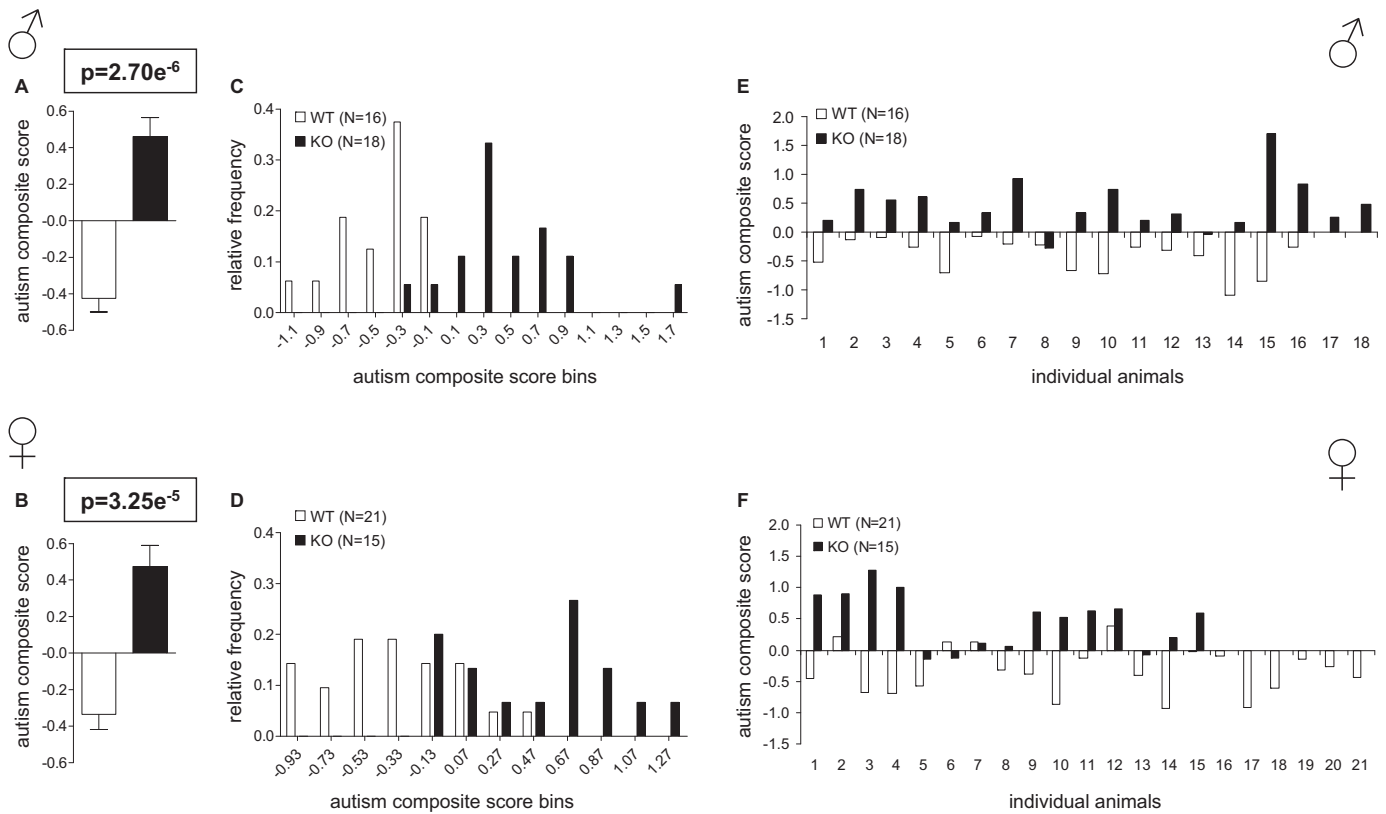 p=2.70e-6
A
autism composite score
0.6
0.4
0.2
-0.0
-0.2
-0.4
-0.6
C
WT (N=16)
KO (N=18)
relative frequency
0.4
0.3
0.2
0.1
0.0
-1.1 -0.9 -0.7 -0.5 -0.3 -0.1 0.1 0.3 0.5 0.7 0.9 1.1 1.3 1.5 1.7
autism composite score bins
E
WT (N=16)
KO (N=18)
autism composite score
2.0
1.5
1.0
0.5
0.0
-0.5
-1.0
-1.5
1 2 3 4 5 6 7 8 9 10 11 12 13 14 15 16 17 18
individual animals
p=3.25e-5
B
autism composite score
0.6
0.4
0.2
-0.0
-0.2
-0.4
-0.6
D
WT (N=21)
KO (N=15)
relative frequency
0.4
0.3
0.2
0.1
0.0
-0.93 -0.73 -0.53 -0.33 -0.13 0.07 0.27 0.47 0.67 0.87 1.07 1.27
autism composite score bins
F
WT (N=21)
KO (N=15)
autism composite score
2.0
1.5
1.0
0.5
0.0
-0.5
-1.0
-1.5
1 2 3 4 5 6 7 8 9 10 11 12 13 14 15 16 17 18 19 20 21
individual animals